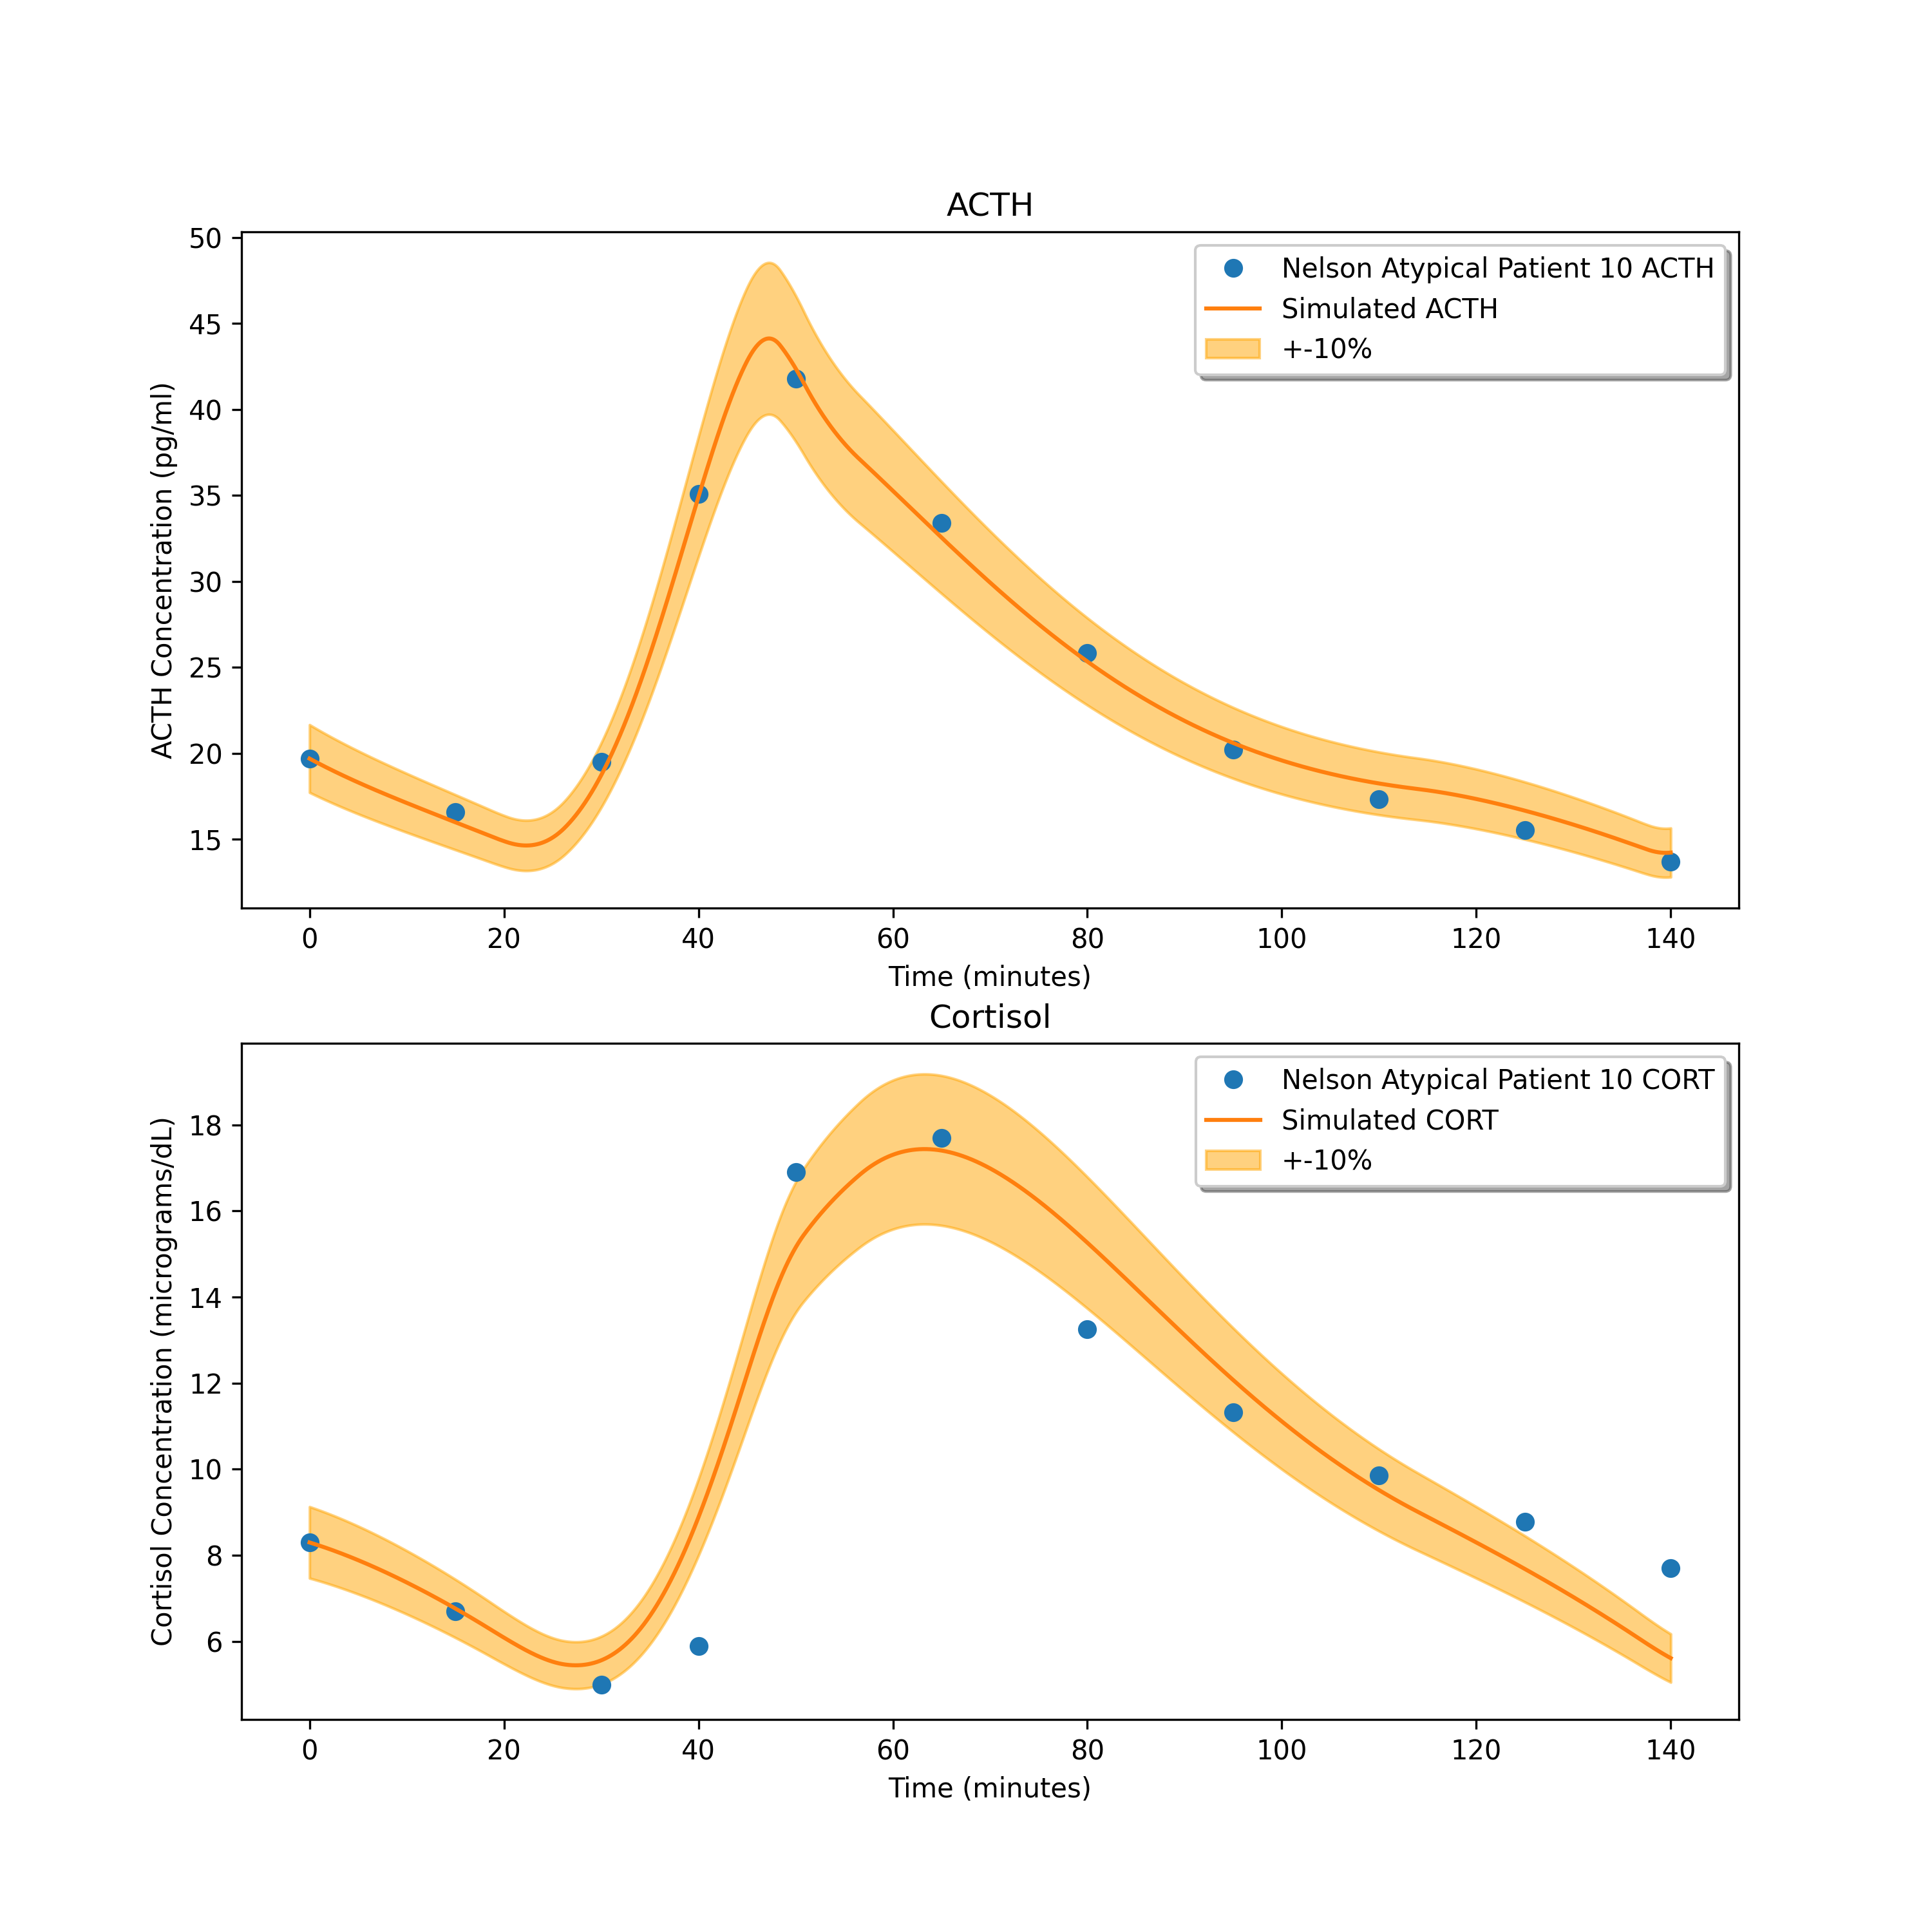 ACTH
50
45
40
35
30
25
20
15
ACTH Concentration (pg/ml)
Nelson Atypical Patient 10 ACTH
Simulated ACTH
+-10%
0 20 40 60 80 100 120 140
Time (minutes)
Cortisol
18
16
14
12
10
8
6
Cortisol Concentration (micrograms/dL)
Nelson Atypical Patient 10 CORT
Simulated CORT
+-10%
0 20 40 60 80 100 120 140
Time (minutes)